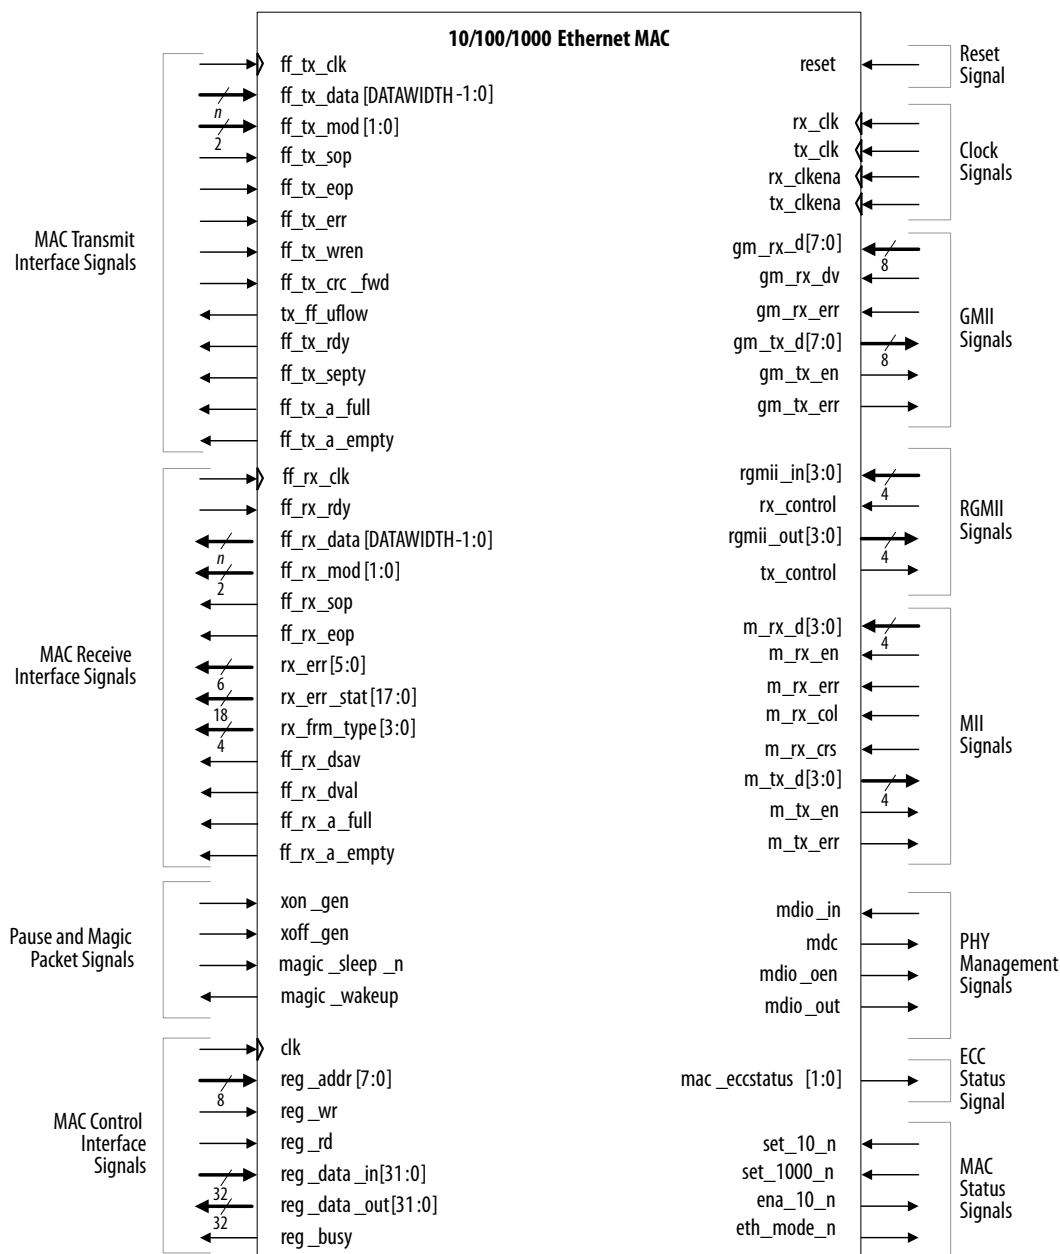 10/100/1000 Ethernet MAC
MAC Transmit
Interface Signals
ff_tx_clk
ff_tx_data [DATAWIDTH-1:0]
n
ff_tx_mod [1:0]
2
ff_tx_sop
ff_tx_eop
ff_tx_err
ff_tx_wren
ff_tx_crc _fwd
tx_ff_uflow
ff_tx_rdy
ff_tx_septy
ff_tx_a_full
ff_tx_a_empty
MAC Receive
Interface Signals
ff_rx_clk
ff_rx_rdy
ff_rx_data [DATAWIDTH-1:0]
n
ff_rx_mod [1:0]
2
ff_rx_sop
ff_rx_eop
rx_err[5:0]
6
rx_err_stat[17:0]
18
rx_frm_type[3:0]
4
ff_rx_dsav
ff_rx_dval
ff_rx_a_full
ff_rx_a_empty
Pause and Magic
Packet Signals
xon _gen
xoff_gen
magic _sleep _n
magic _wakeup
MAC Control
Interface
Signals
clk
reg _addr [7:0]
8
reg _wr
reg _rd
reg _data _in[31:0]
32
reg _data _out[31:0]
32
reg _busy
reset
Reset
Signal
rx_clk
tx_clk
rx_clkena
tx_clkena
Clock
Signals
gm_rx_d[7:0]
8
gm_rx_dv
gm_rx_err
gm_tx_d[7:0]
8
gm_tx_en
gm_tx_err
GMII
Signals
rgmii_in[3:0]
4
rx_control
rgmii_out[3:0]
4
tx_control
RGMII
Signals
m_rx_d[3:0]
4
m_rx_en
m_rx_err
m_rx_col
m_rx_crs
m_tx_d[3:0]
4
m_tx_en
m_tx_err
MII
Signals
mdio _in
mdc
mdio _oen
mdio _out
PHY
Management
Signals
mac _eccstatus [1:0]
ECC
Status
Signal
set_10_n
set_1000_n
ena_10_n
eth_mode_n
MAC
Status
Signals